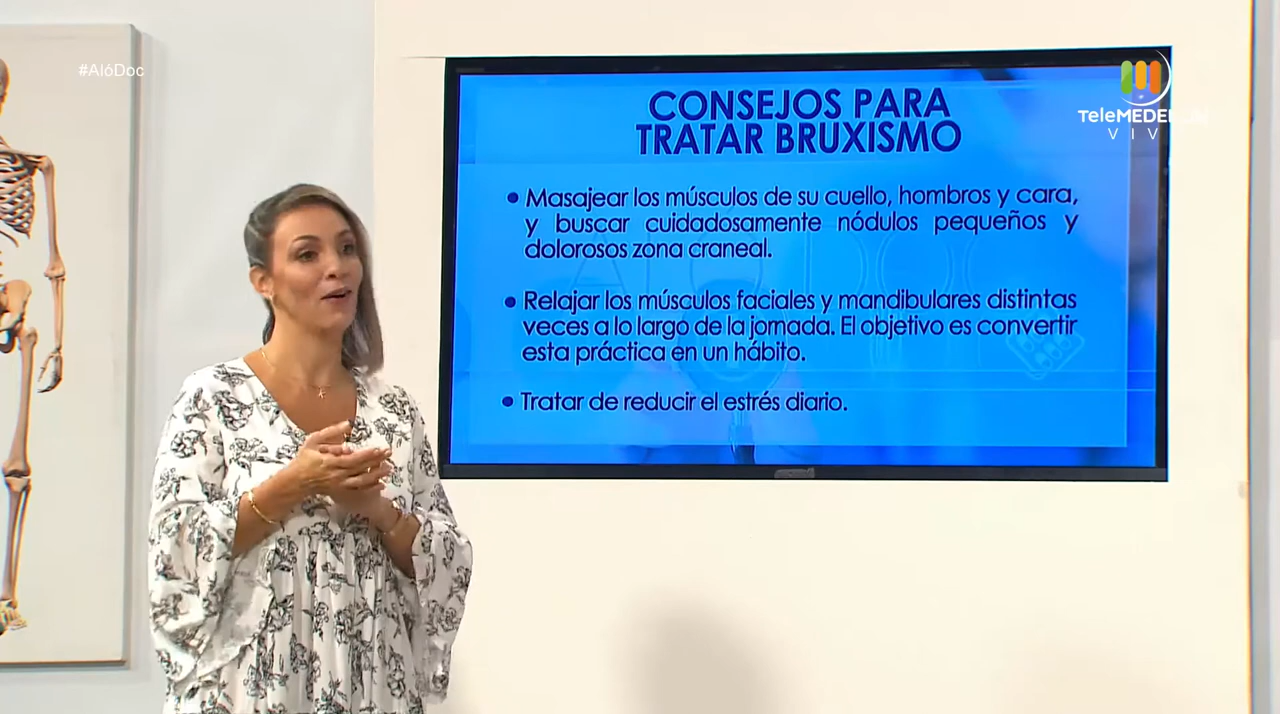 #AlóDoc
TeleMEDELLÍN
VIVO
CONSEJOS PARA
TRATAR BRUXISMO
• Masajear los músculos de su cuello, hombros y cara,
y buscar cuidadosamente nódulos pequeños y
dolorosos zona craneal.
• Relajar los músculos faciales y mandibulares distintas
veces a lo largo de la jornada. El objetivo es convertir
esta práctica en un hábito.
• Tratar de reducir el estrés diario.